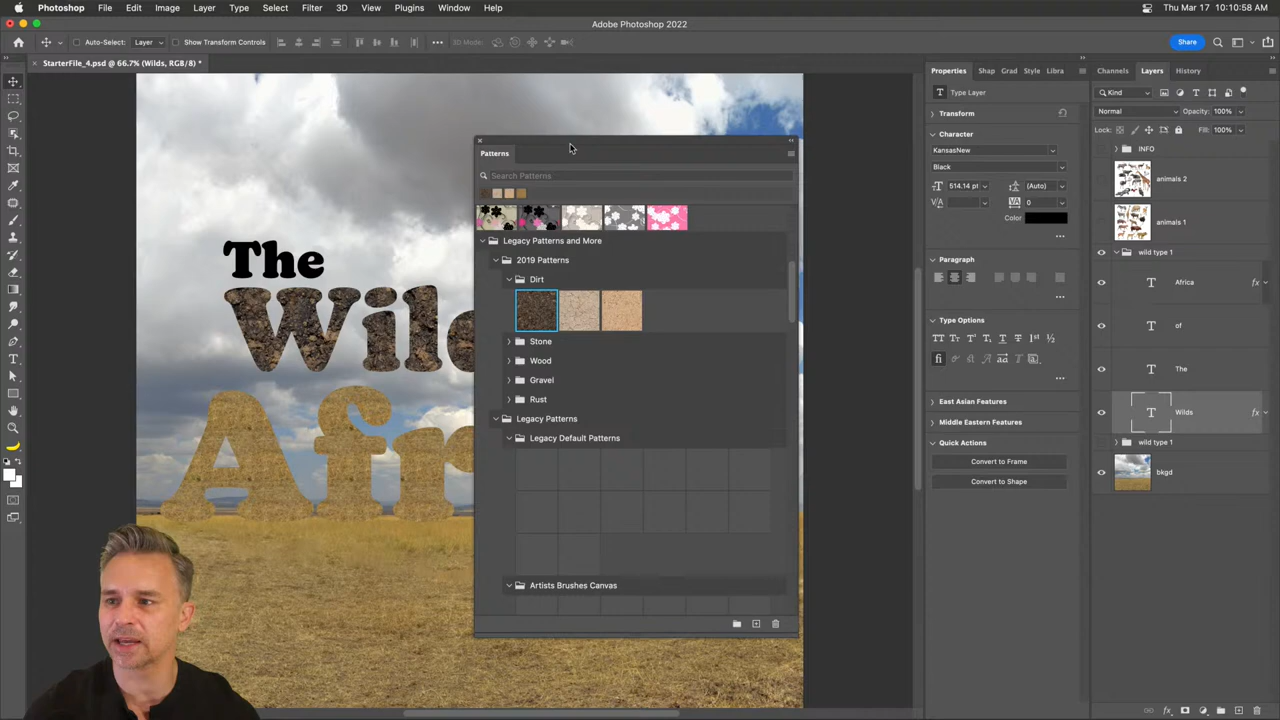 Photoshop File Edit Image Layer Type Select Filter 3D View Plugins Window Help
Thu Mar 17 10:10:58 AM
Adobe Photoshop 2022
Auto-Select: Layer
Show Transform Controls
3D Mode:
Share
StarterFile_4.psd @ 66.7% (Wilds, RGB/8) *
The
Wil
Afr
Patterns
Search Patterns
Legacy Patterns and More
2019 Patterns
Dirt
Stone
Wood
Gravel
Rust
Legacy Patterns
Legacy Default Patterns
Artists Brushes Canvas
Properties Shap Grad Style Libra
Type Layer
Transform
Character
KansasNew
Black
514.14 pt
(Auto)
0
Color
Paragraph
Type Options
East Asian Features
Middle Eastern Features
Quick Actions
Convert to Frame
Convert to Shape
Channels Layers History
Kind
Normal Opacity: 100%
Lock: Fill: 100%
INFO
animals 2
animals 1
wild type 1
Africa fx
of
The
Wilds fx
wild type 1
bkgd